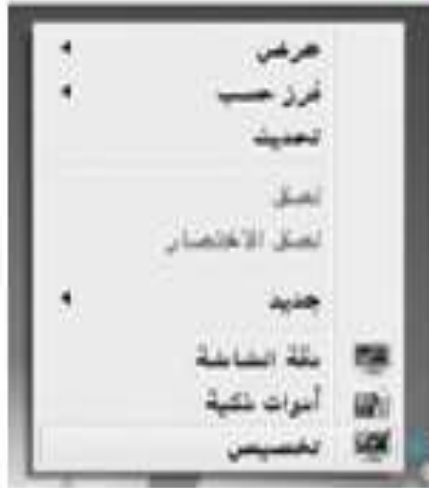 عرض
فرز حسب
تحديث
لصق
لصق الاختصار
جديد
دقة الشاشة
أدوات ذكية
تخصيص